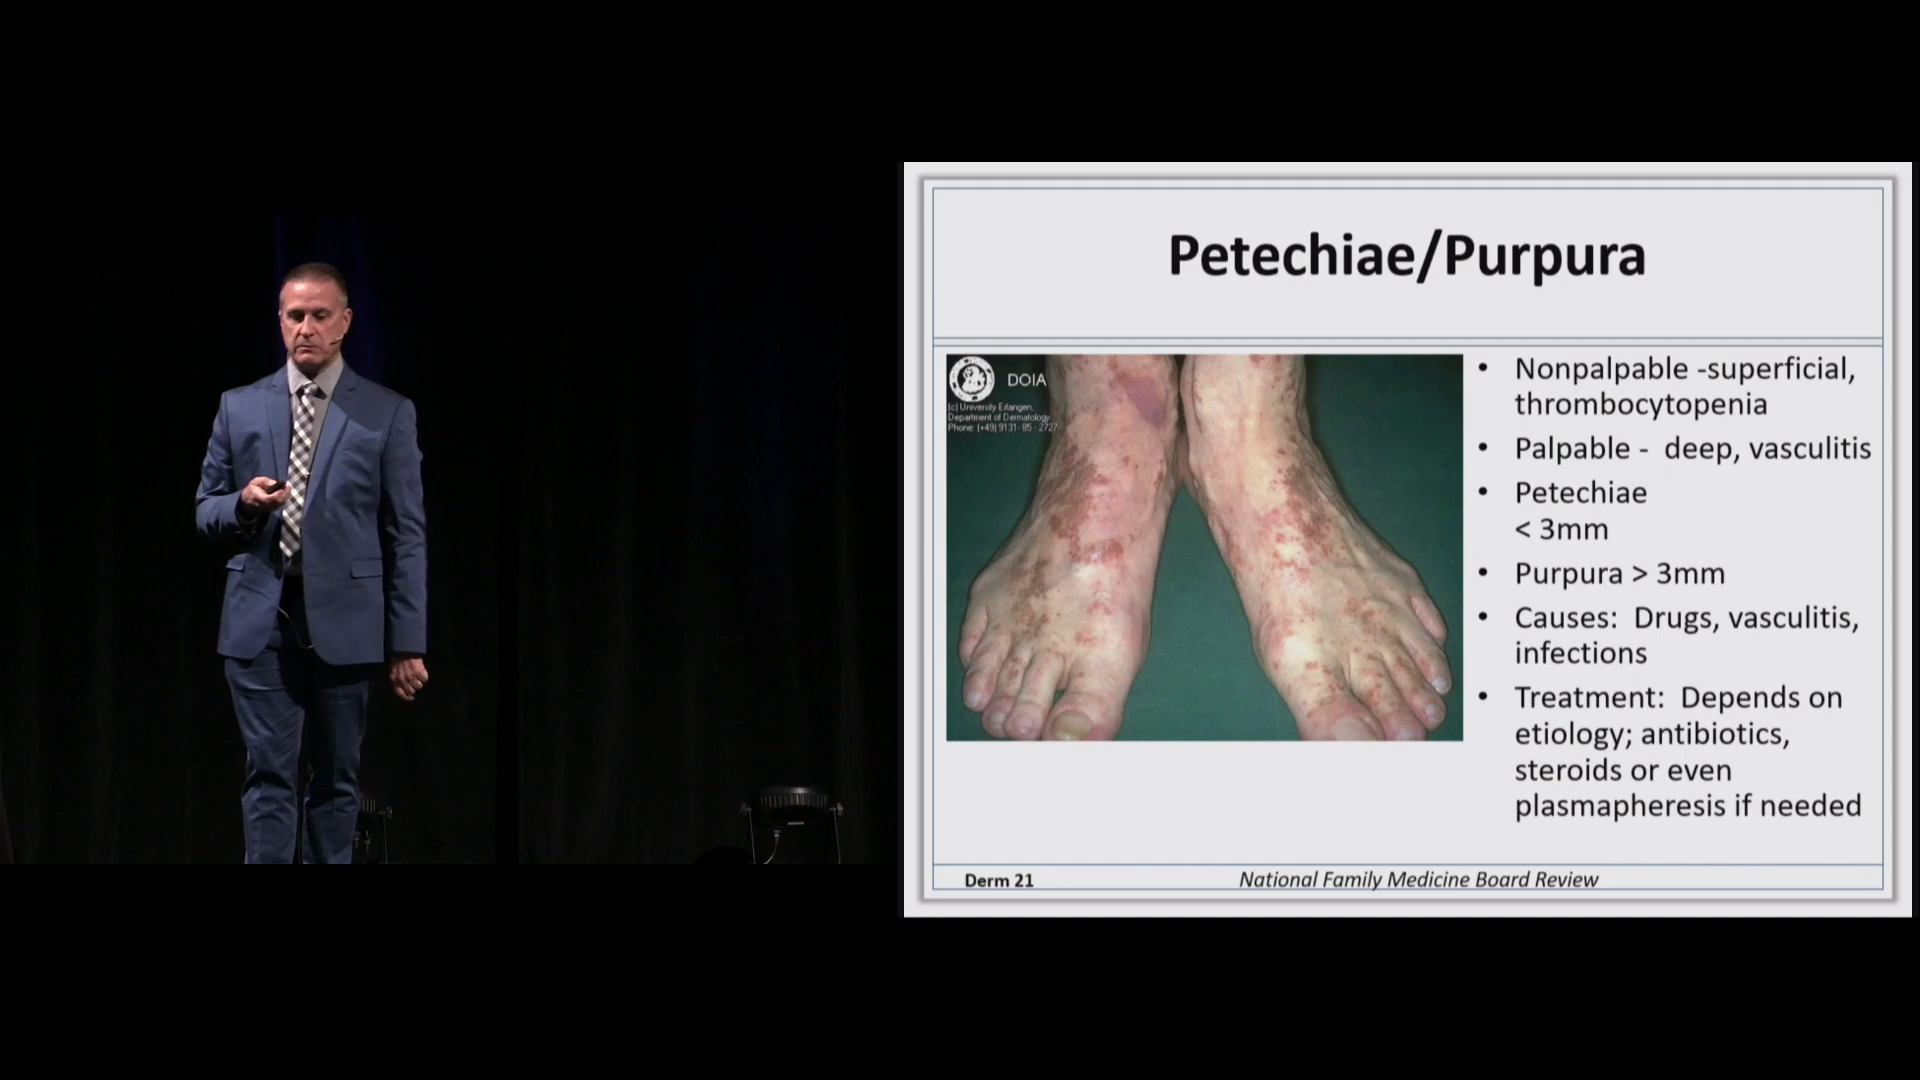 Petechiae/Purpura
DOIA
(c) University Erlangen,
Department of Dermatology
Phone: (+49) 9131- 85 - 2727
• Nonpalpable -superficial,
thrombocytopenia
• Palpable - deep, vasculitis
• Petechiae
< 3mm
• Purpura > 3mm
• Causes: Drugs, vasculitis,
infections
• Treatment: Depends on
etiology; antibiotics,
steroids or even
plasmapheresis if needed
Derm 21
National Family Medicine Board Review